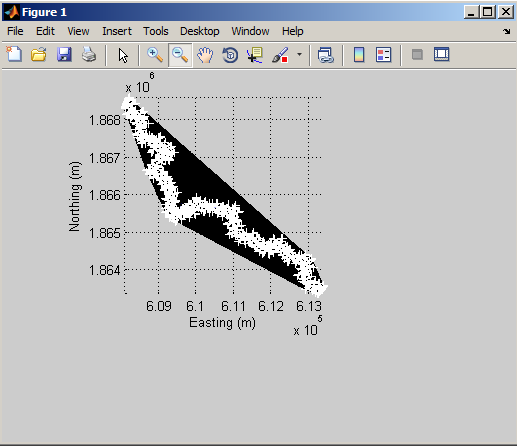 Figure 1
File Edit View Insert Tools Desktop Window Help
x 10^6
1.868
1.867
1.866
1.865
1.864
Northing (m)
6.09 6.1 6.11 6.12 6.13
Easting (m)
x 10^5